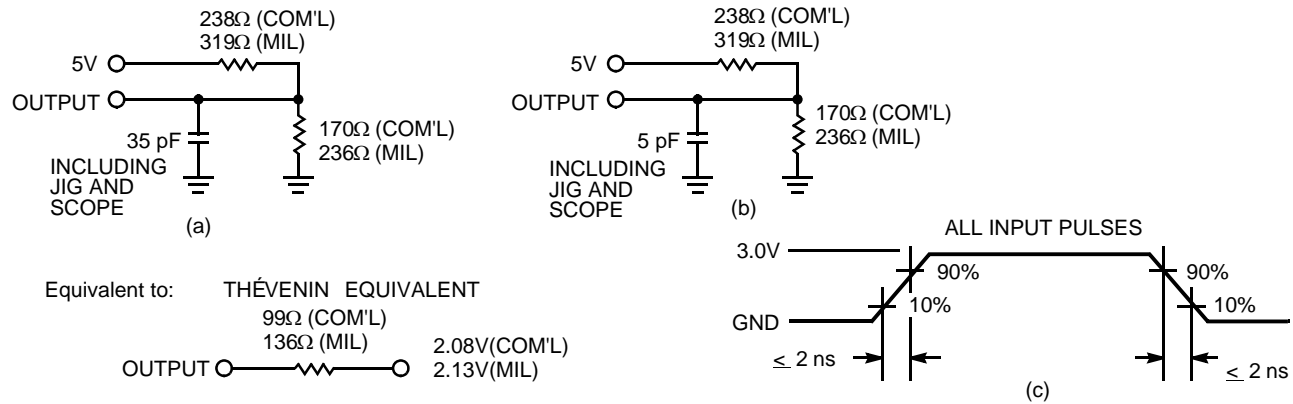 238Ω (COM'L)
319Ω (MIL)
5V
OUTPUT
35 pF
170Ω (COM'L)
236Ω (MIL)
INCLUDING
JIG AND
SCOPE
(a)
238Ω (COM'L)
319Ω (MIL)
5V
OUTPUT
5 pF
170Ω (COM'L)
236Ω (MIL)
INCLUDING
JIG AND
SCOPE
(b)
Equivalent to: THÉVENIN EQUIVALENT
99Ω (COM'L)
136Ω (MIL)
OUTPUT
2.08V(COM'L)
2.13V(MIL)
ALL INPUT PULSES
3.0V
90%
10%
GND
≤ 2 ns
90%
10%
≤ 2 ns
(c)